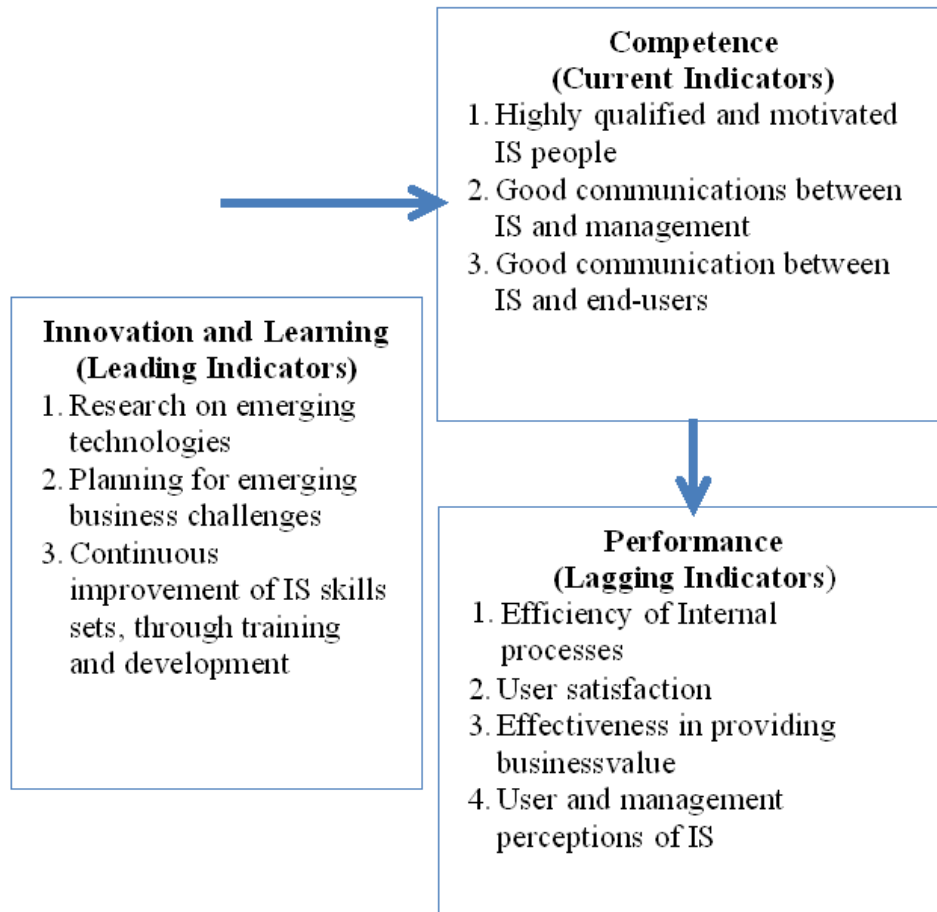 Competence
(Current Indicators)
1. Highly qualified and motivated
IS people
2. Good communications between
IS and management
3. Good communication between
IS and end-users
Innovation and Learning
(Leading Indicators)
1. Research on emerging
technologies
2. Planning for emerging
business challenges
3. Continuous
improvement of IS skills
sets, through training
and development
Performance
(Lagging Indicators)
1. Efficiency of Internal
processes
2. User satisfaction
3. Effectiveness in providing
businessvalue
4. User and management
perceptions of IS